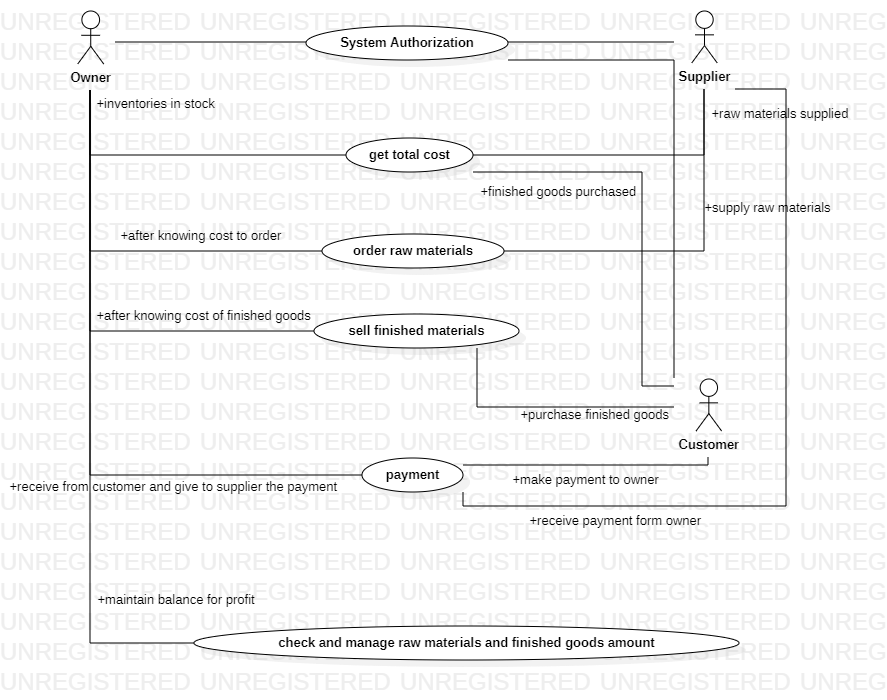 System Authorization
Owner
Supplier
+inventories in stock
+raw materials supplied
get total cost
+finished goods purchased
+supply raw materials
+after knowing cost to order
order raw materials
+after knowing cost of finished goods
sell finished materials
+purchase finished goods
Customer
payment
+make payment to owner
+receive from customer and give to supplier the payment
+receive payment form owner
+maintain balance for profit
check and manage raw materials and finished goods amount
UNREGISTERED